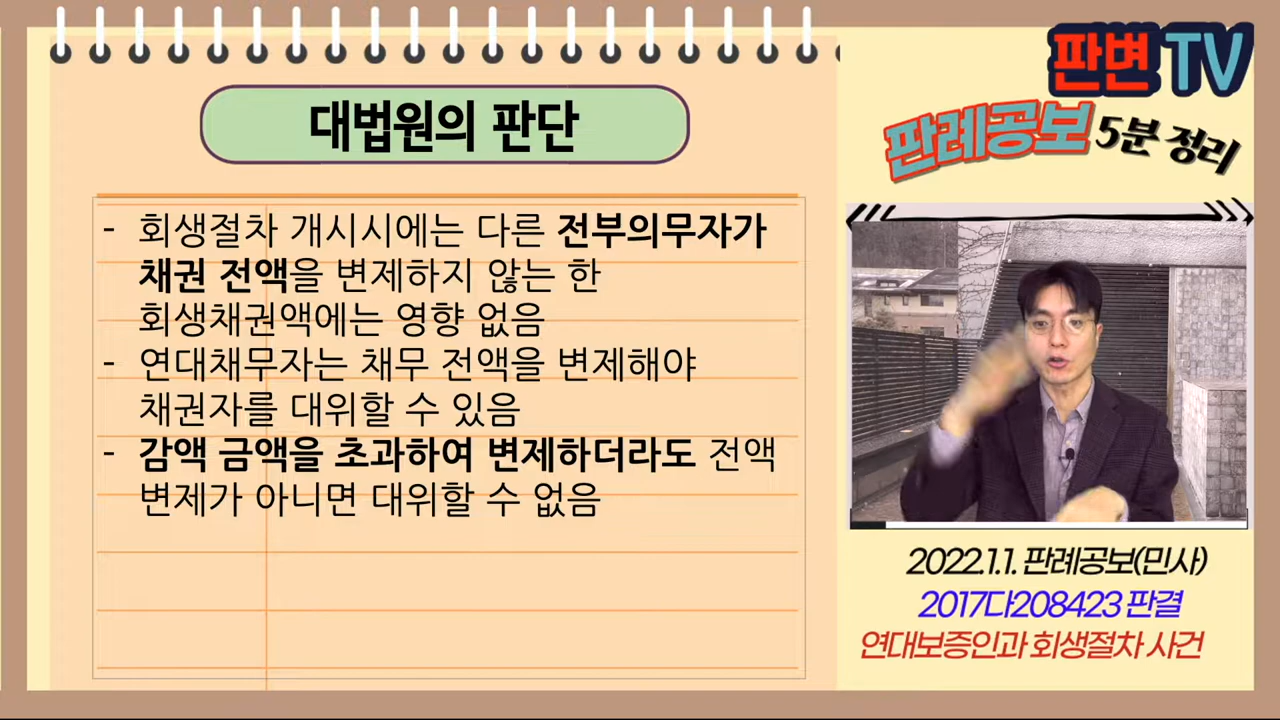 대법원의 판단
- 회생절차 개시시에는 다른 전부의무자가
채권 전액을 변제하지 않는 한
회생채권액에는 영향 없음
- 연대채무자는 채무 전액을 변제해야
채권자를 대위할 수 있음
- 감액 금액을 초과하여 변제하더라도 전액
변제가 아니면 대위할 수 없음
판변 TV
판례공보 5분 정리
2022.1.1. 판례공보(민사)
2017다208423 판결
연대보증인과 회생절차 사건